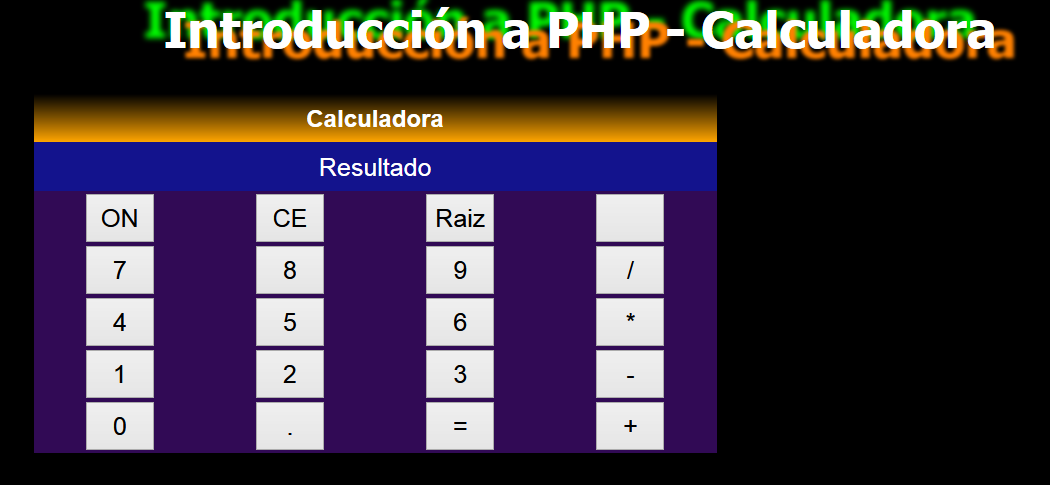 Introducción a PHP - Calculadora
Calculadora
Resultado
ON CE Raiz
7 8 9 /
4 5 6 *
1 2 3 -
0 . = +